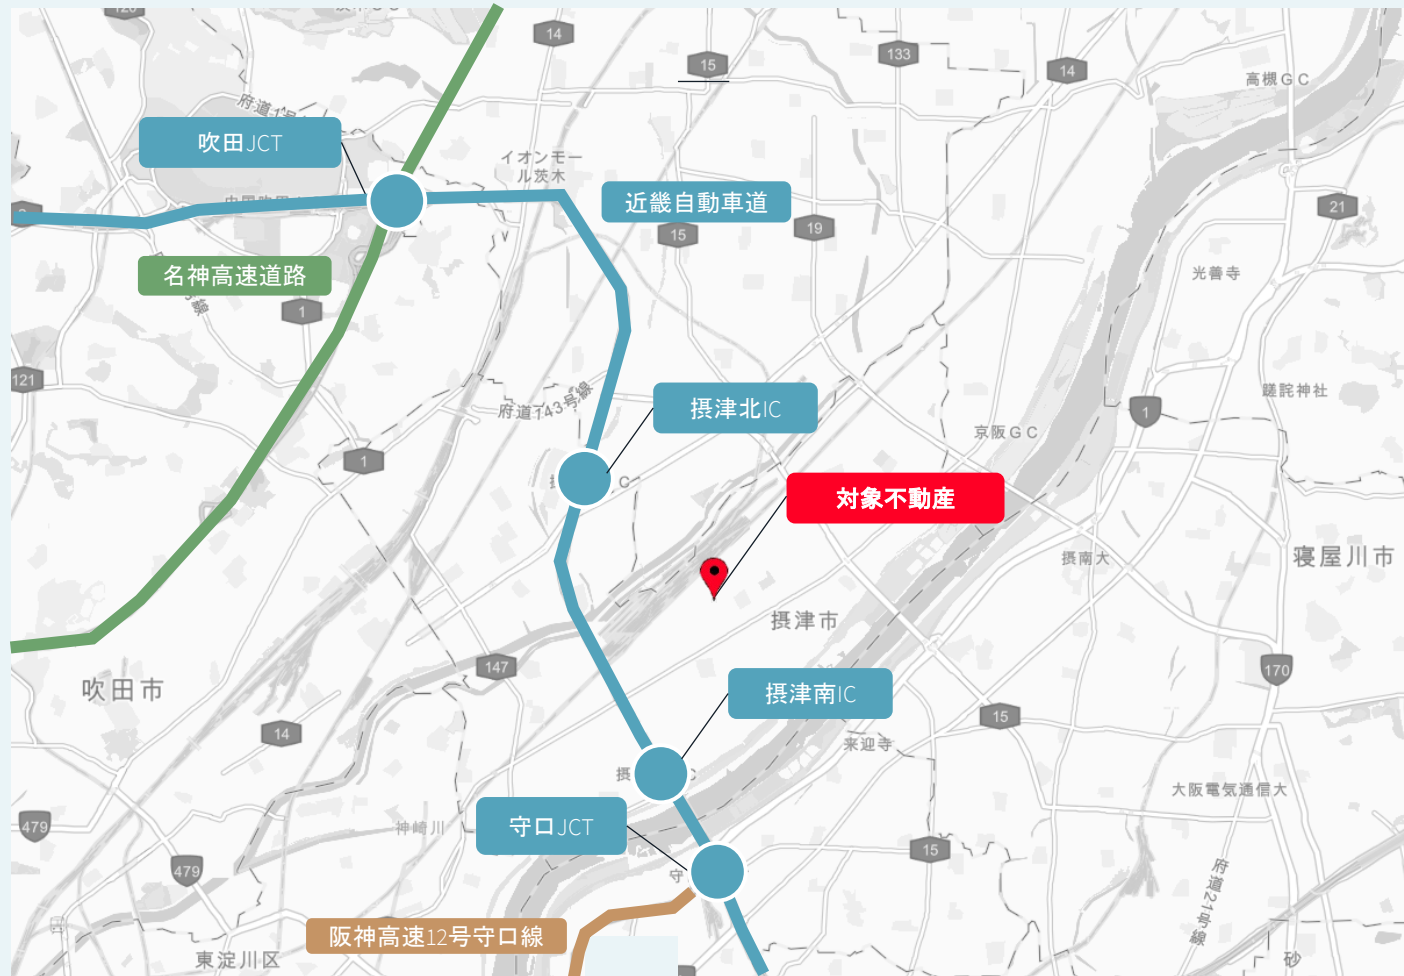 14
15
133
14
高槻GC
吹田JCT
イオンモー
ル茨木
近畿自動車道
21
19
15
光善寺
名神高速道路
1
121
府道143号線
摂津北IC
蹉跎神社
1
京阪GC
1
対象不動産
摂南大
寝屋川市
摂津市
147
170
吹田市
摂津南IC
15
14
来迎寺
大阪電気通信大
479
神崎川
守口JCT
15
479
守
府道21号線
阪神高速12号守口線
東淀川区
砂